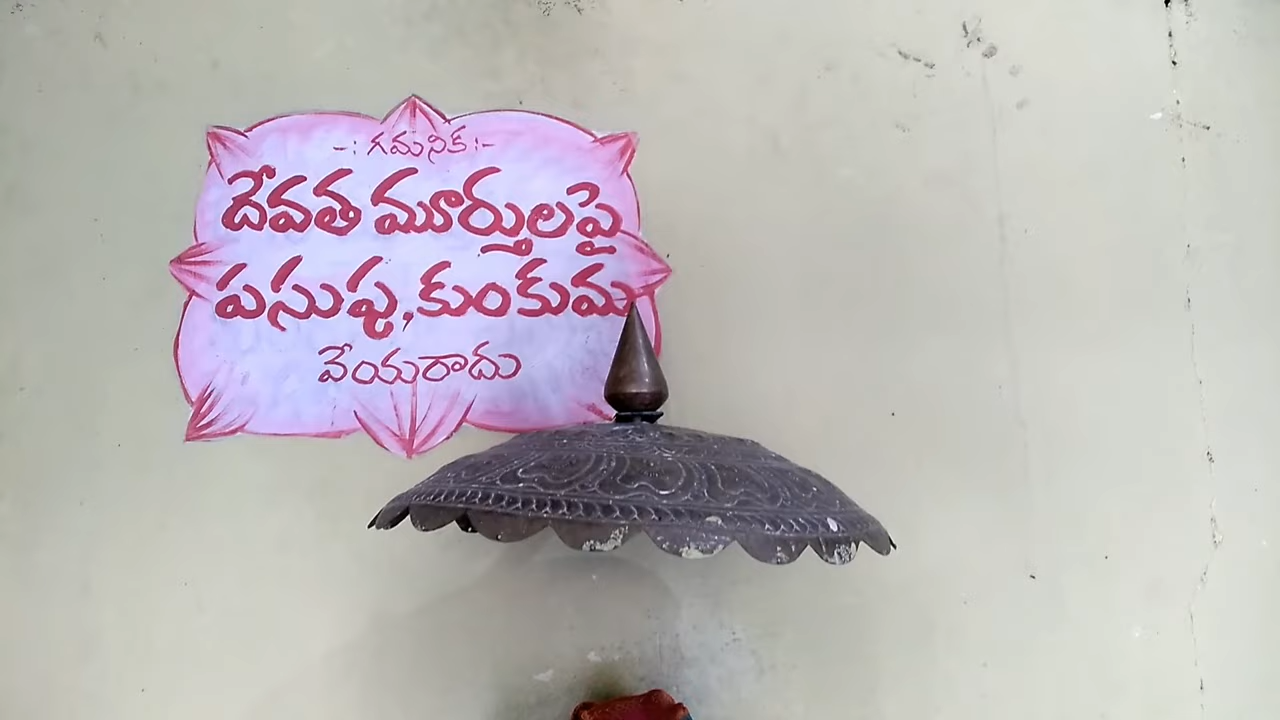 -: గమనిక :-
దేవతా మూర్తులపై
పసుపు, కుంకుమ
వేయరాదు